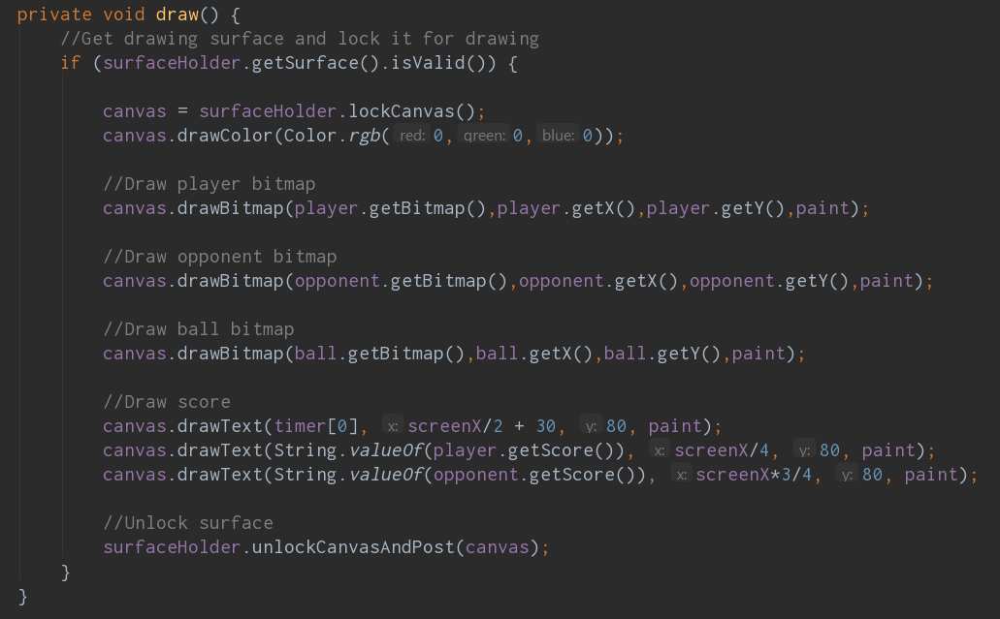 private void draw() {
//Get drawing surface and lock it for drawing
if (surfaceHolder.getSurface().isValid()) {
canvas = surfaceHolder.lockCanvas();
canvas.drawColor(Color.rgb( red: 0, green: 0, blue: 0));
//Draw player bitmap
canvas.drawBitmap(player.getBitmap(),player.getX(),player.getY(),paint);
//Draw opponent bitmap
canvas.drawBitmap(opponent.getBitmap(),opponent.getX(),opponent.getY(),paint);
//Draw ball bitmap
canvas.drawBitmap(ball.getBitmap(),ball.getX(),ball.getY(),paint);
//Draw score
canvas.drawText(timer[0], x: screenX/2 + 30, y: 80, paint);
canvas.drawText(String.valueOf(player.getScore()), x: screenX/4, y: 80, paint);
canvas.drawText(String.valueOf(opponent.getScore()), x: screenX*3/4, y: 80, paint);
//Unlock surface
surfaceHolder.unlockCanvasAndPost(canvas);
}
}